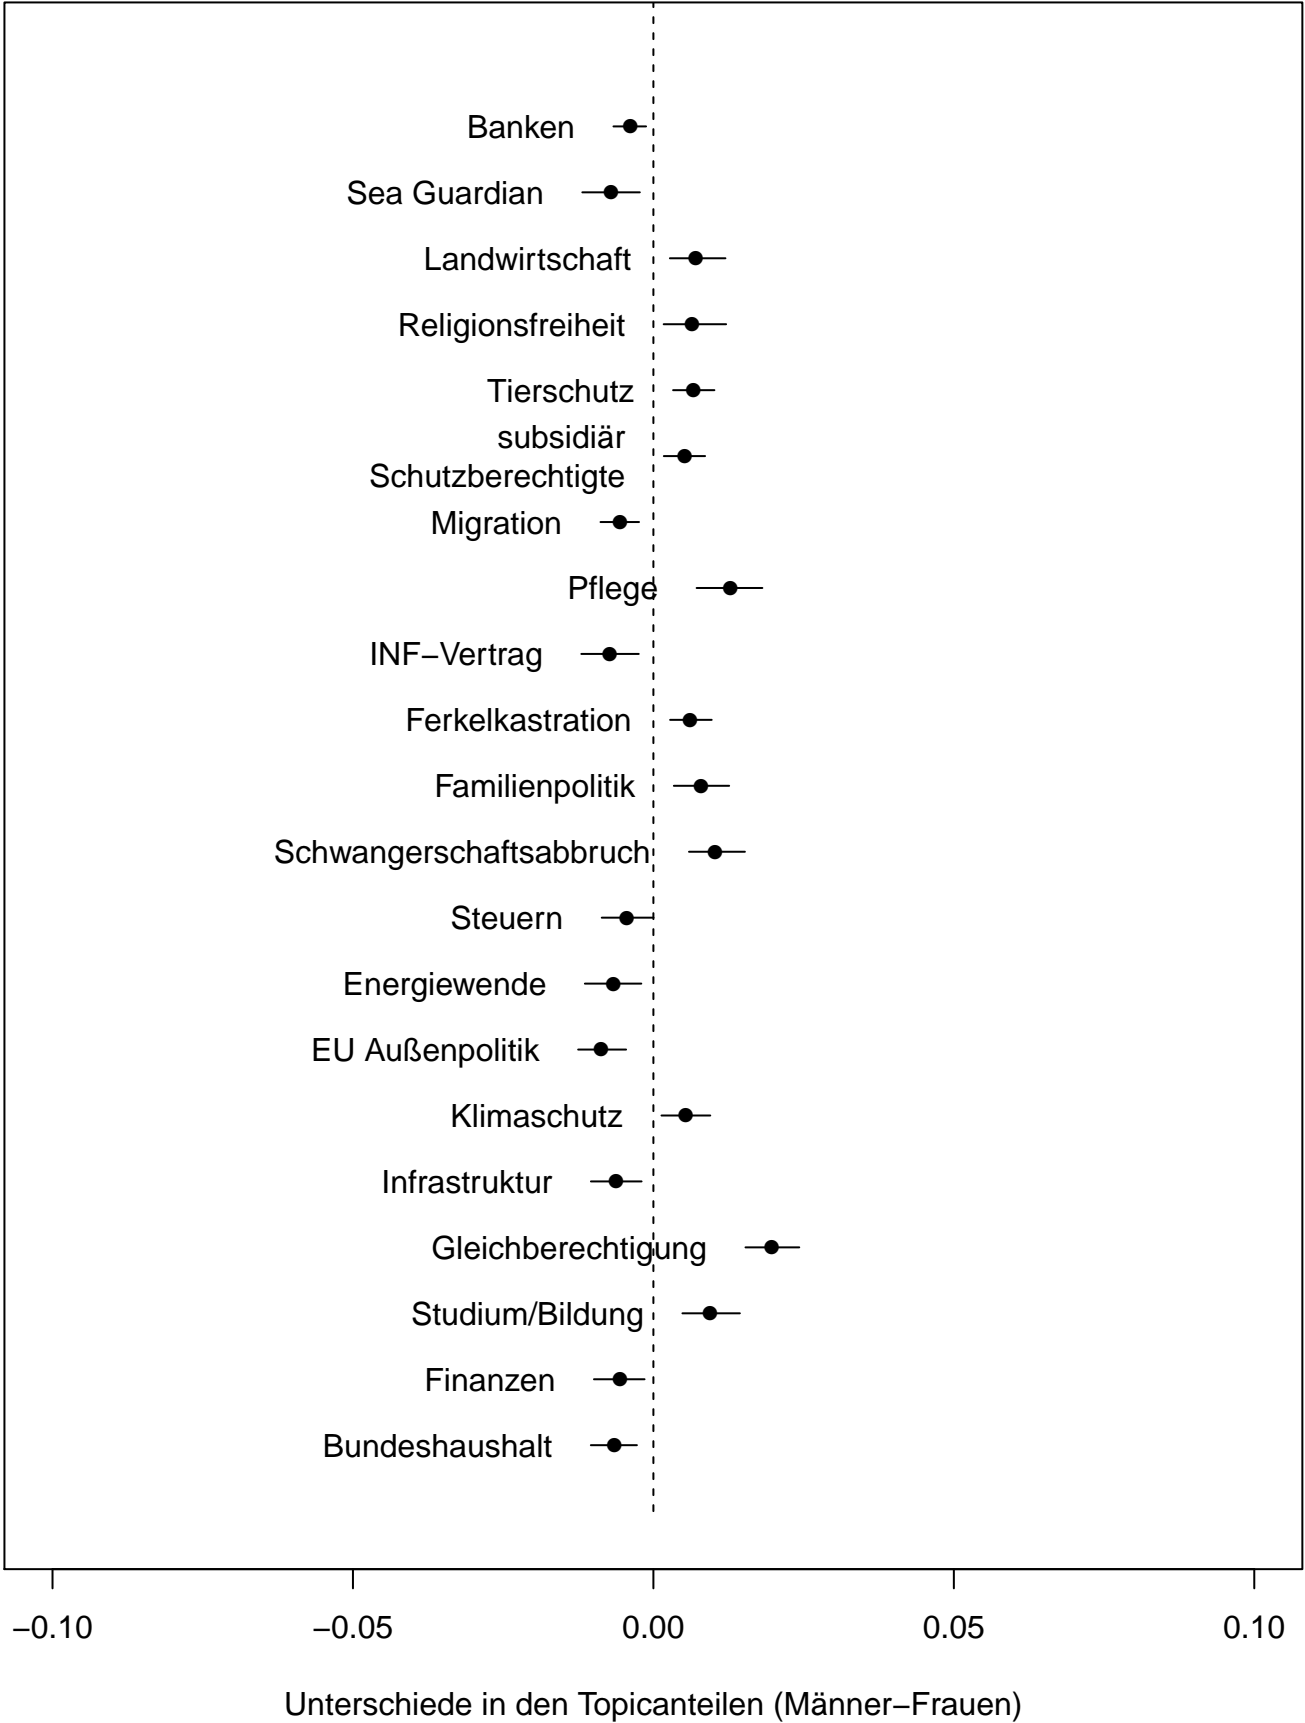 Banken
Sea Guardian
Landwirtschaft
Religionsfreiheit
Tierschutz
subsidiär
Schutzberechtigte
Migration
Pflege
INF−Vertrag
Ferkelkastration
Familienpolitik
Schwangerschaftsabbruch
Steuern
Energiewende
EU Außenpolitik
Klimaschutz
Infrastruktur
Gleichberechtigung
Studium/Bildung
Finanzen
Bundeshaushalt
−0.10 −0.05 0.00 0.05 0.10
Unterschiede in den Topicanteilen (Männer−Frauen)